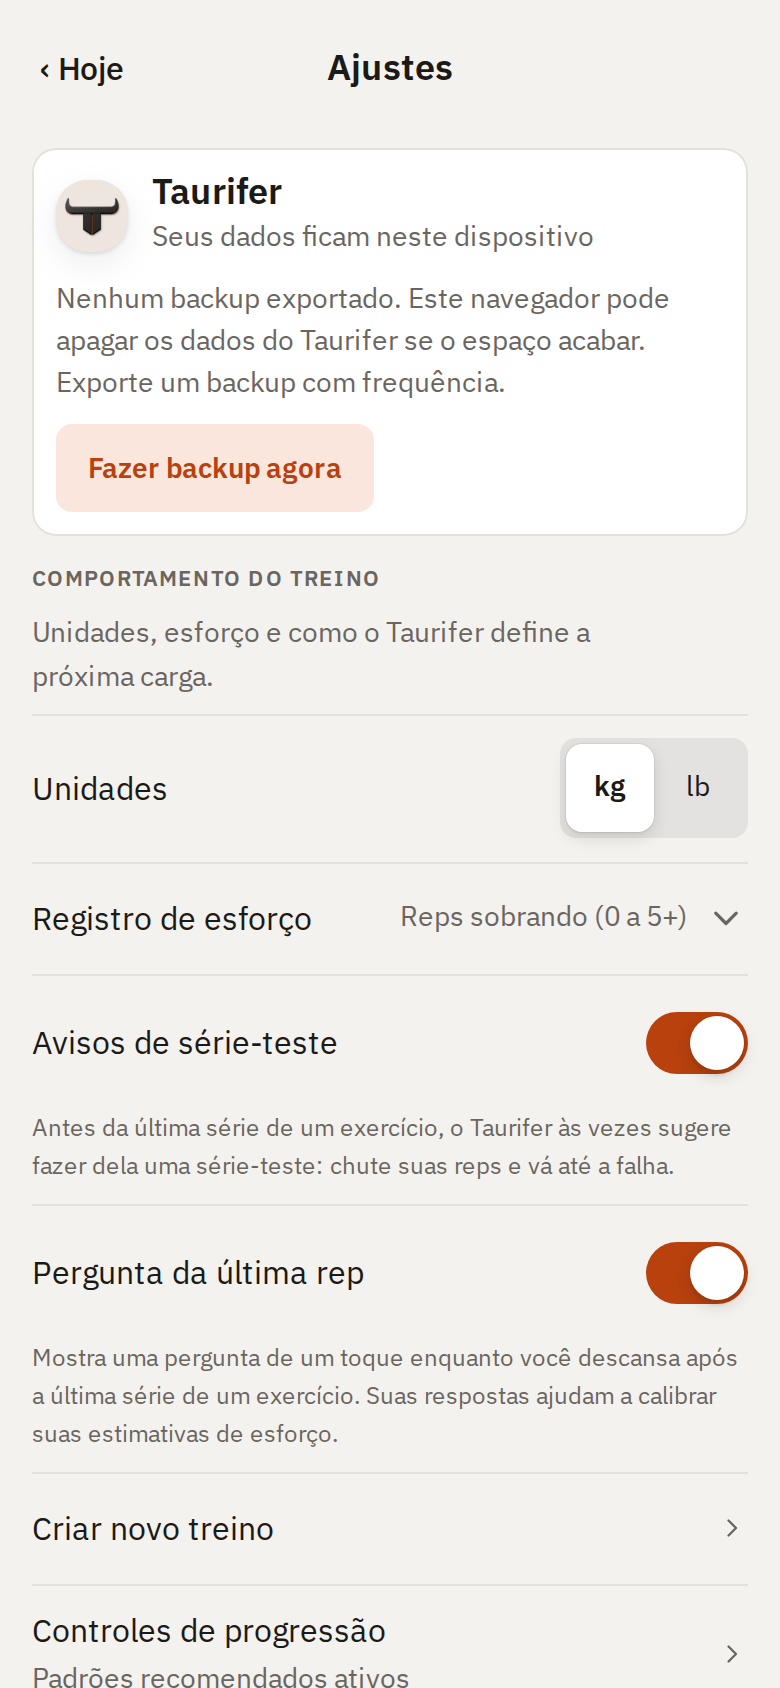 ‹ Hoje
Ajustes
Taurifer
Seus dados ficam neste dispositivo
Nenhum backup exportado. Este navegador pode
apagar os dados do Taurifer se o espaço acabar.
Exporte um backup com frequência.
Fazer backup agora
COMPORTAMENTO DO TREINO
Unidades, esforço e como o Taurifer define a
próxima carga.
Unidades
kg
lb
Registro de esforço
Reps sobrando (0 a 5+)
Avisos de série-teste
Antes da última série de um exercício, o Taurifer às vezes sugere
fazer dela uma série-teste: chute suas reps e vá até a falha.
Pergunta da última rep
Mostra uma pergunta de um toque enquanto você descansa após
a última série de um exercício. Suas respostas ajudam a calibrar
suas estimativas de esforço.
Criar novo treino
Controles de progressão
Padrões recomendados ativos